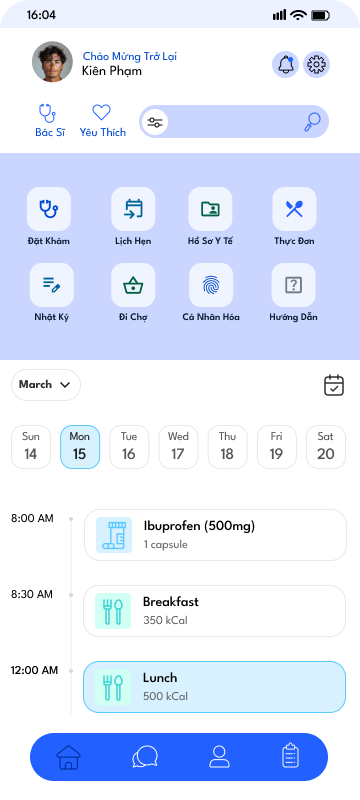 16:04
Chào Mừng Trở Lại
Kiên Phạm
Bác Sĩ
Yêu Thích
Đặt Khám
Lịch Hẹn
Hồ Sơ Y Tế
Thực Đơn
Nhật Ký
Đi Chợ
Cá Nhân Hóa
Hướng Dẫn
March
Sun Mon Tue Wed Thu Fri Sat
14 15 16 17 18 19 20
8:00 AM
Ibuprofen (500mg)
1 capsule
8:30 AM
Breakfast
350 kCal
12:00 AM
Lunch
500 kCal